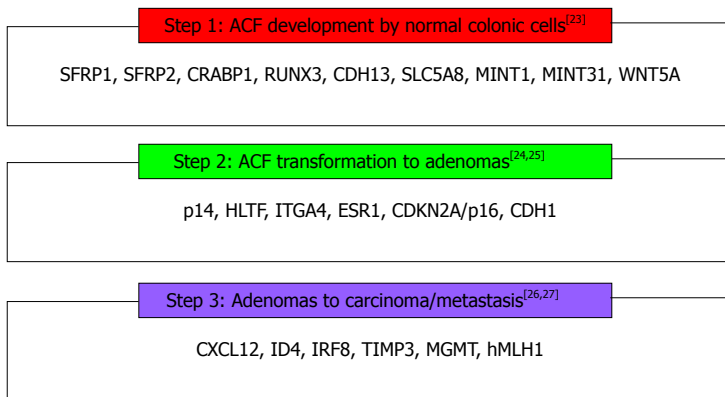 Step 1: ACF development by normal colonic cells[23]
SFRP1, SFRP2, CRABP1, RUNX3, CDH13, SLC5A8, MINT1, MINT31, WNT5A
Step 2: ACF transformation to adenomas[24,25]
p14, HLTF, ITGA4, ESR1, CDKN2A/p16, CDH1
Step 3: Adenomas to carcinoma/metastasis[26,27]
CXCL12, ID4, IRF8, TIMP3, MGMT, hMLH1